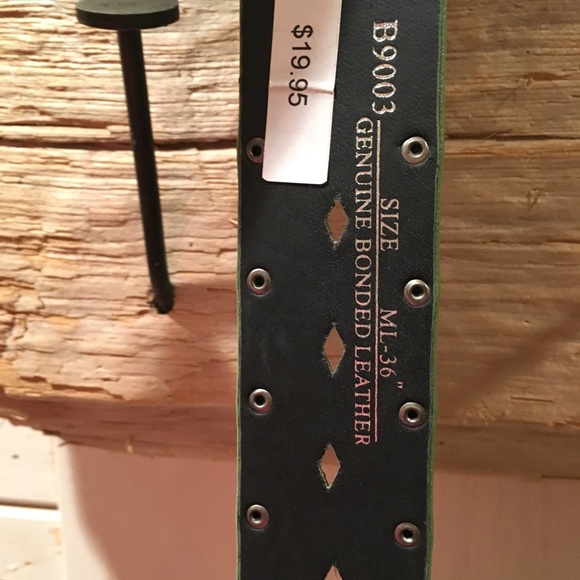 $19.95
B9003
SIZE ML-36"
GENUINE BONDED LEATHER